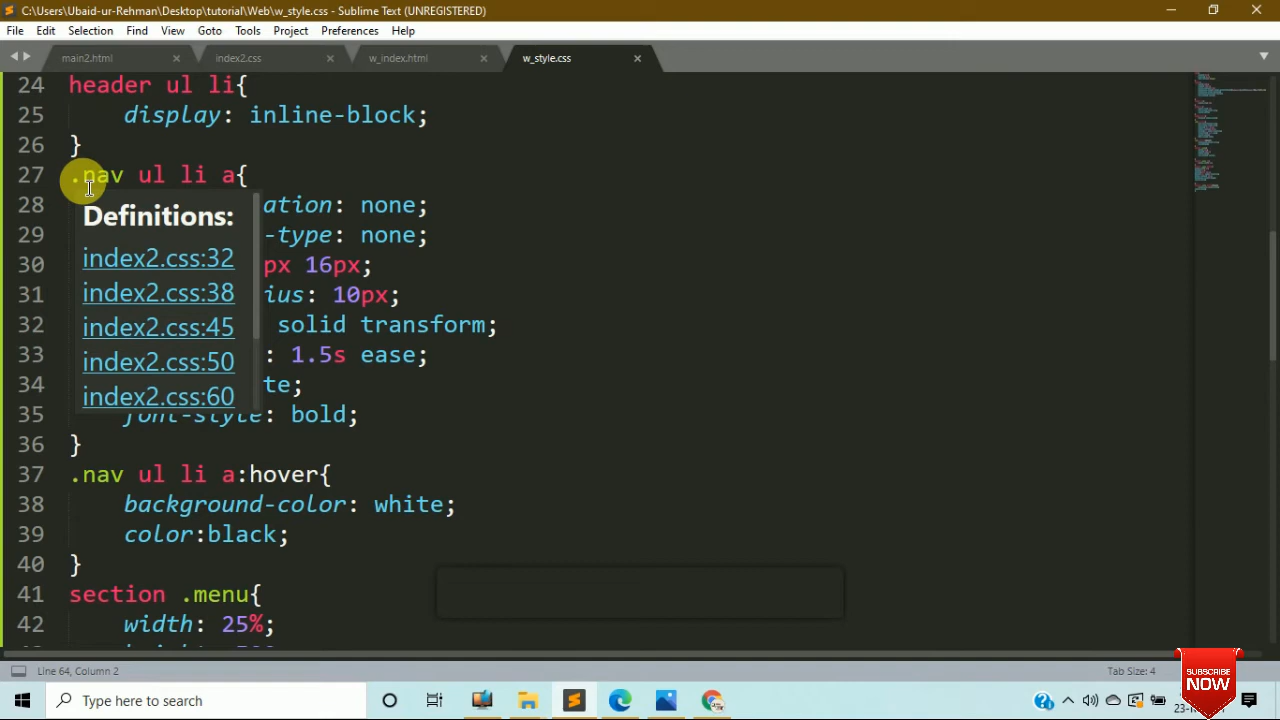 C:\Users\Ubaid-ur-Rehman\Desktop\tutorial\Web\w_style.css - Sublime Text (UNREGISTERED)
File Edit Selection Find View Goto Tools Project Preferences Help
main2.html index2.css w_index.html w_style.css
24 header ul li{
25 display: inline-block;
26 }
27 .nav ul li a{
28 ation: none;
29 -type: none;
30 px 16px;
31 ius: 10px;
32 solid transform;
33 : 1.5s ease;
34 te;
35 font-style: bold;
36 }
37 .nav ul li a:hover{
38 background-color: white;
39 color:black;
40 }
41 section .menu{
42 width: 25%;
Definitions:
index2.css:32
index2.css:38
index2.css:45
index2.css:50
index2.css:60
Line 64, Column 2
Tab Size: 4
Type here to search
SUBSCRIBE
NOW